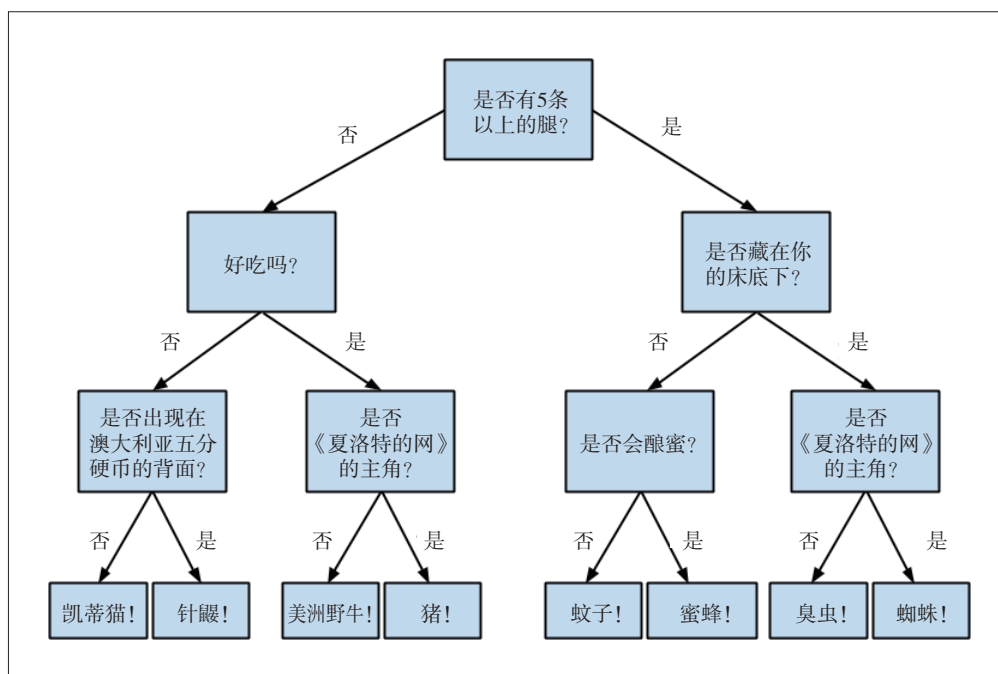 是否有5条
以上的腿？
否
是
好吃吗？
是否藏在你
的床底下？
否
是
否
是
是否出现在
澳大利亚五分
硬币的背面？
是否
《夏洛特的网》
的主角？
是否会酿蜜？
是否
《夏洛特的网》
的主角？
否
是
否
是
否
是
否
是
凯蒂猫！
针鼹！
美洲野牛！
猪！
蚊子！
蜜蜂！
臭虫！
蜘蛛！